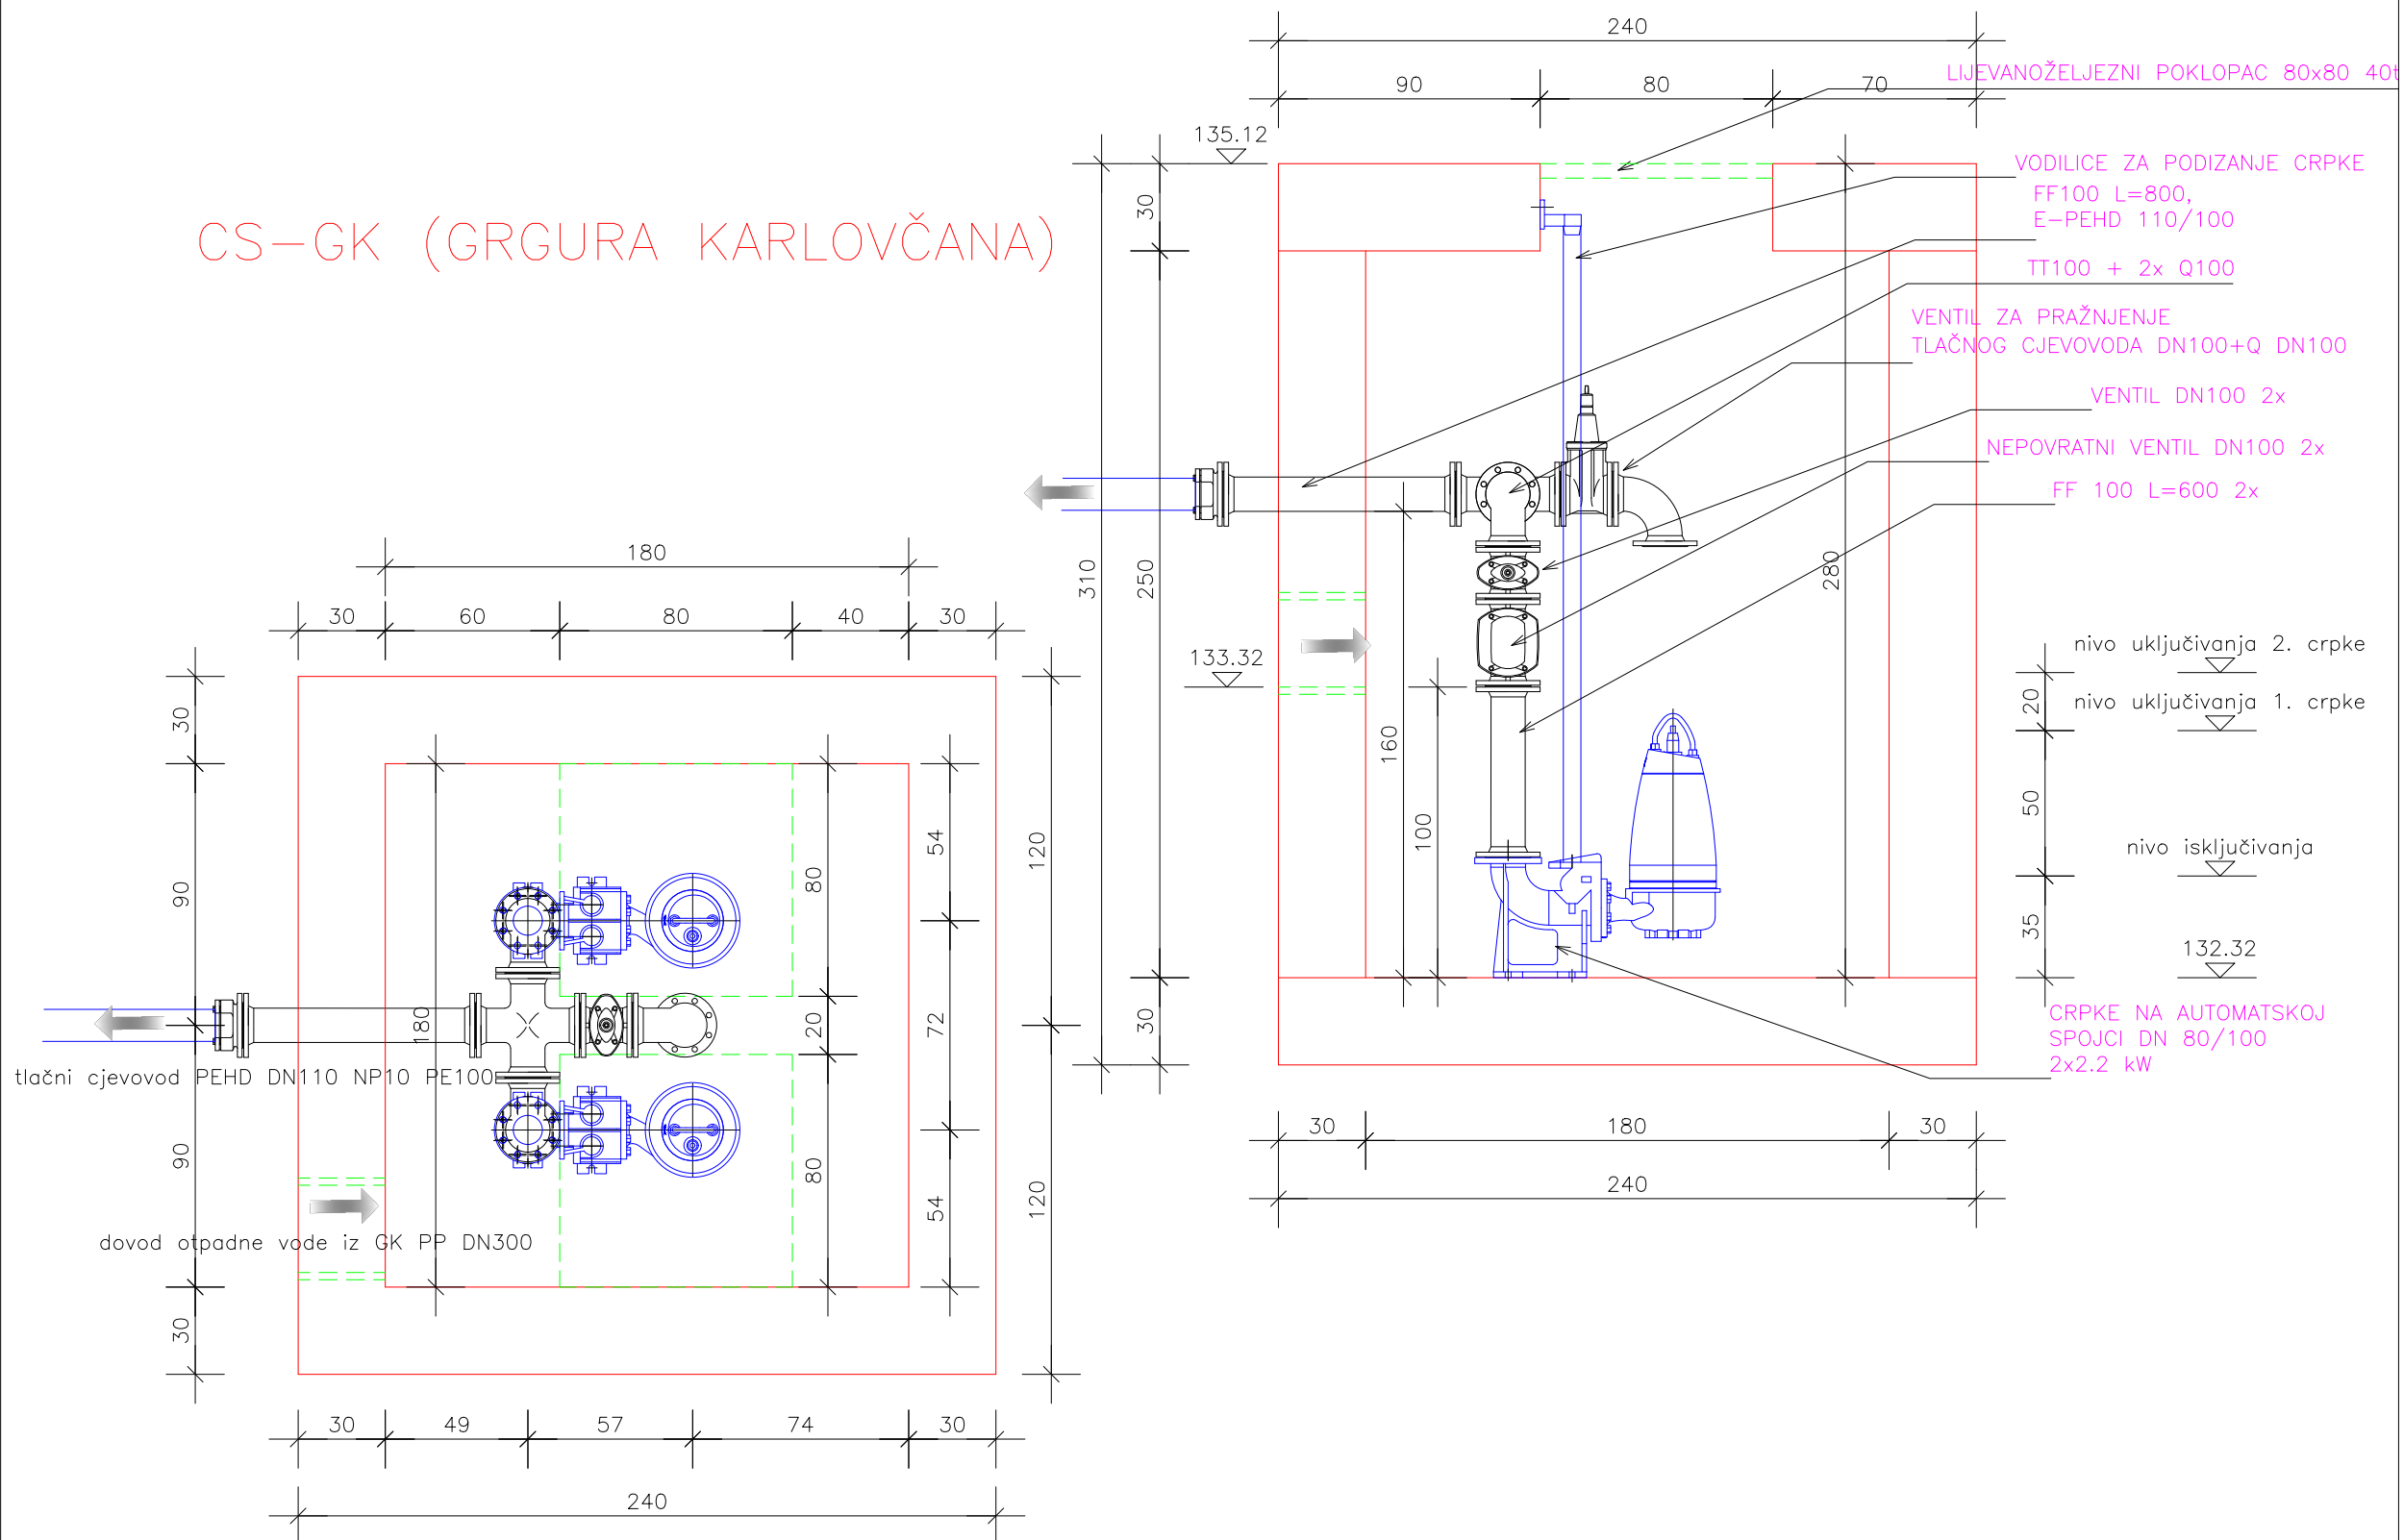 240
LIJEVANOŽELJEZNI POKLOPAC 80x80 40t
90
80
70
135.12
VODILICE ZA PODIZANJE CRPKE
FF100 L=800,
E-PEHD 110/100
30
CS-GK (GRGURA KARLOVČANA)
TT100 + 2x Q100
VENTIL ZA PRAŽNJENJE
TLAČNOG CJEVOVODA DN100+Q DN100
VENTIL DN100 2x
NEPOVRATNI VENTIL DN100 2x
FF 100 L=600 2x
180
310
250
280
30
60
80
40
30
133.32
nivo uključivanja 2. crpke
20
nivo uključivanja 1. crpke
30
160
50
100
54
120
80
90
nivo isključivanja
35
132.32
180
20
72
30
CRPKE NA AUTOMATSKOJ
SPOJCI DN 80/100
2x2.2 kW
tlačni cjevovod PEHD DN110 NP10 PE100
30
180
30
90
80
54
120
240
dovod otpadne vode iz GK PP DN300
30
30
49
57
74
30
240